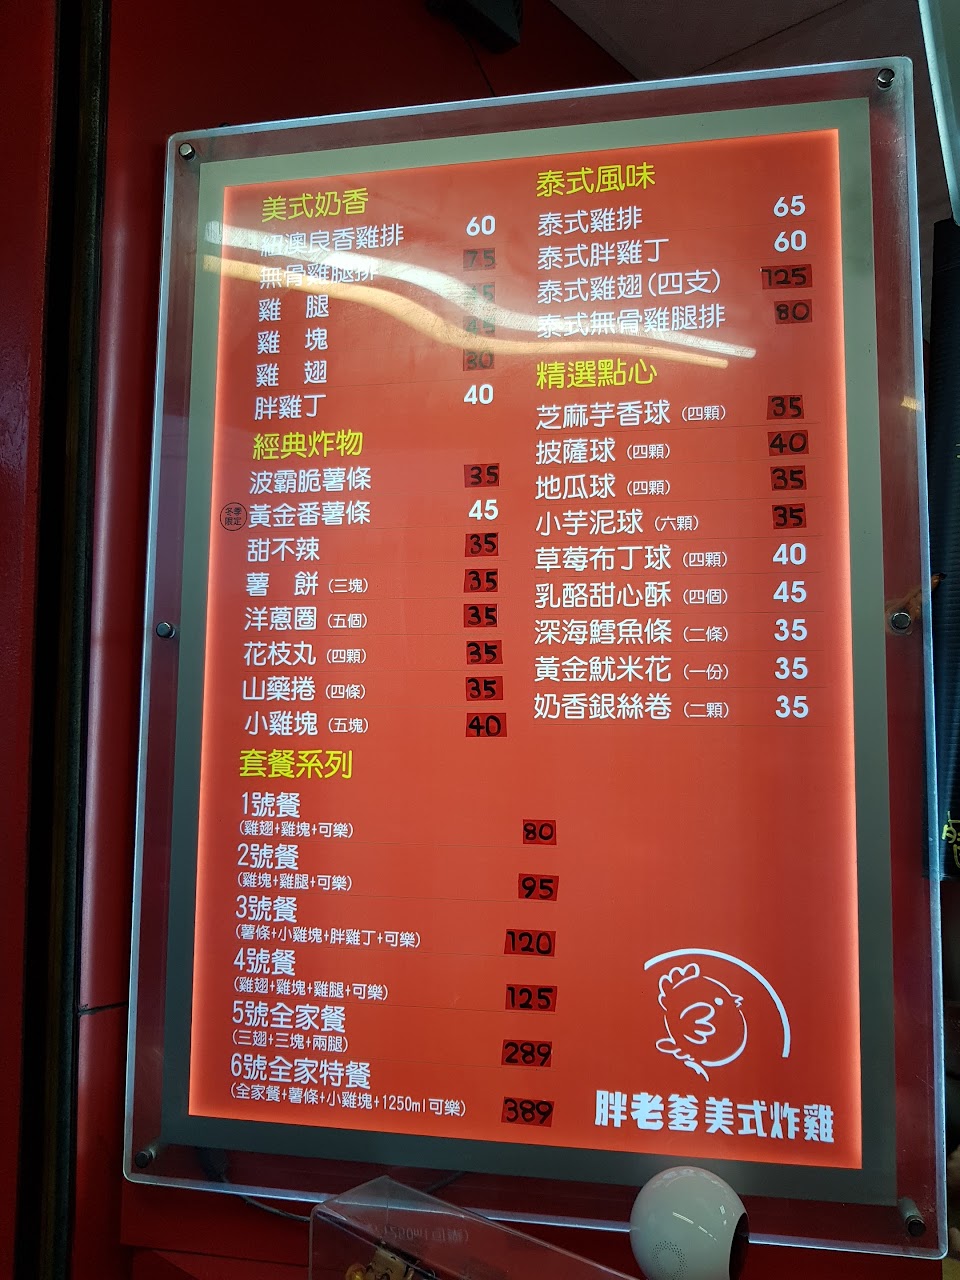 美式奶香
紐澳良香雞排 60
無骨雞腿排 75
雞 腿
雞 塊 45
雞 翅 30
胖雞丁 40
經典炸物
波霸脆薯條 35
冬季限定 黃金番薯條 45
甜不辣 35
薯 餅(三塊) 35
洋蔥圈(五個) 35
花枝丸(四顆) 35
山藥捲(四條) 35
小雞塊(五塊) 40
套餐系列
1號餐
(雞翅+雞塊+可樂) 80
2號餐
(雞塊+雞腿+可樂) 95
3號餐
(薯條+小雞塊+胖雞丁+可樂) 120
4號餐
(雞翅+雞塊+雞腿+可樂) 125
5號全家餐
(三翅+三塊+兩腿) 289
6號全家特餐
(全家餐+薯條+小雞塊+1250ml可樂) 389
泰式風味
泰式雞排 65
泰式胖雞丁 60
泰式雞翅(四支) 125
泰式無骨雞腿排 80
精選點心
芝麻芋香球(四顆) 35
披薩球(四顆) 40
地瓜球(四顆) 35
小芋泥球(六顆) 35
草莓布丁球(四顆) 40
乳酪甜心酥(四個) 45
深海鱈魚條(二條) 35
黃金魷米花(一份) 35
奶香銀絲卷(二顆) 35
胖老爹美式炸雞